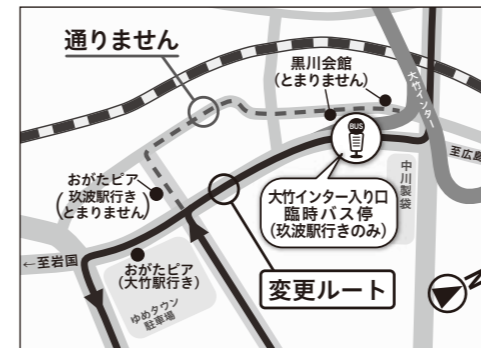 通りません
黒川会館
(とまりません)
大竹インター
BUS
至広島
おがたピア
(玖波駅行き
とまりません)
大竹インター入り口
臨時バス停
(玖波駅行きのみ)
中川製袋
←至岩国
おがたピア
(大竹駅行き)
変更ルート
ゆめタウン
駐車場
N